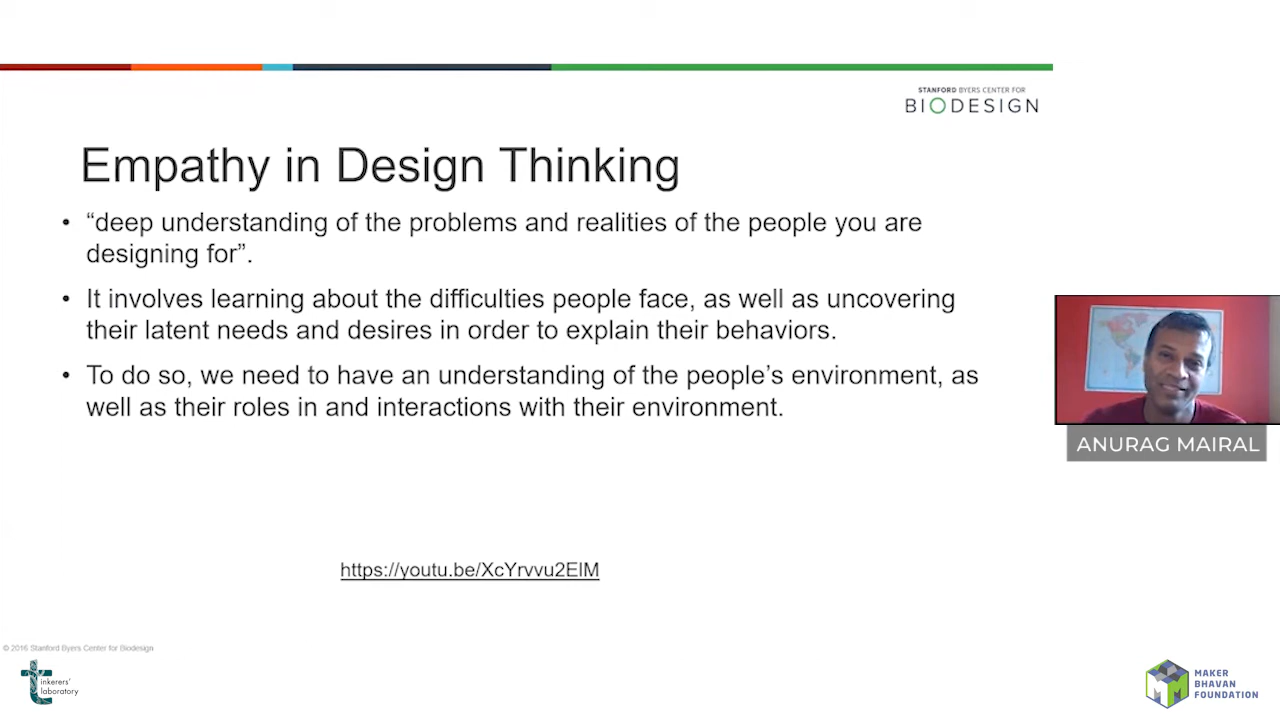 STANFORD BYERS CENTER FOR
BIODESIGN
Empathy in Design Thinking
• “deep understanding of the problems and realities of the people you are
designing for”.
• It involves learning about the difficulties people face, as well as uncovering
their latent needs and desires in order to explain their behaviors.
• To do so, we need to have an understanding of the people’s environment, as
well as their roles in and interactions with their environment.
ANURAG MAIRAL
https://youtu.be/XcYrvvu2ElM
© 2016 Stanford Byers Center for Biodesign
tinkerers'
laboratory
MAKER
BHAVAN
FOUNDATION